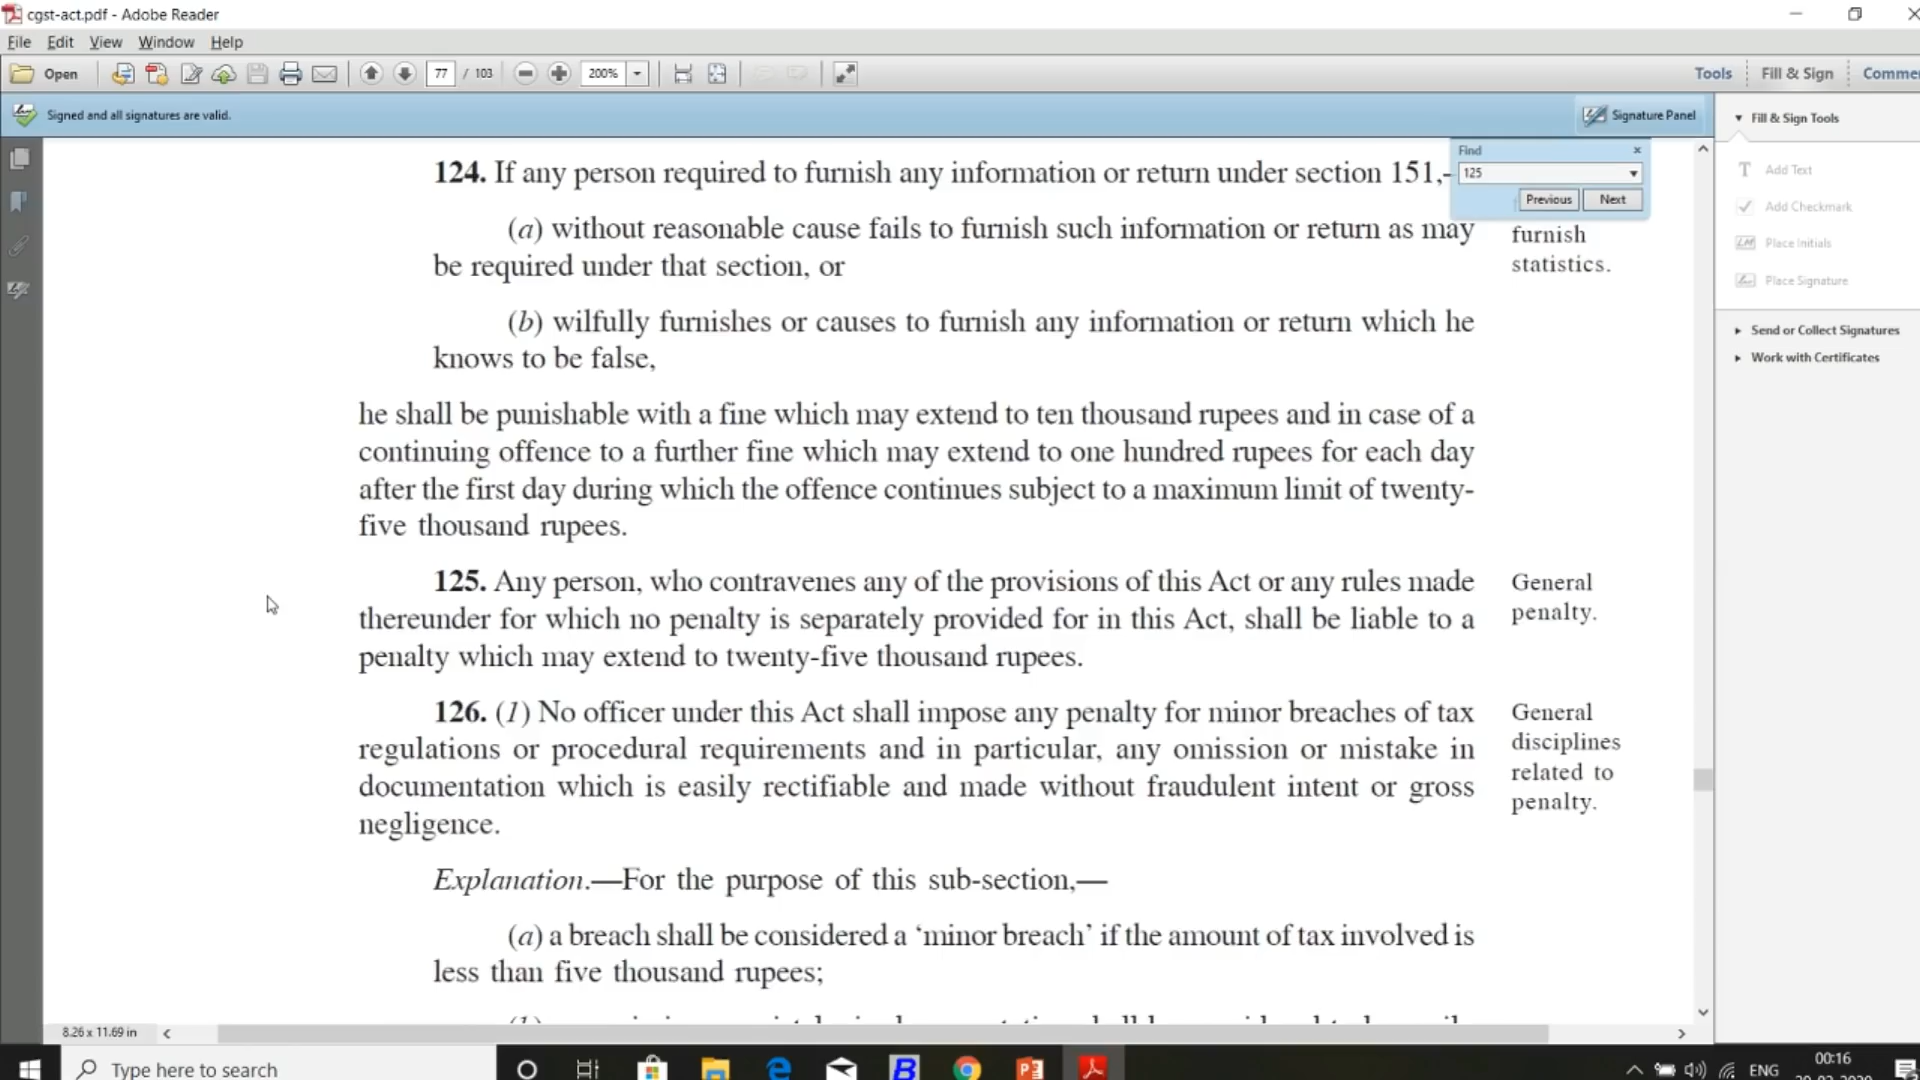 cgst-act.pdf - Adobe Reader
File Edit View Window Help
Open 77 / 103 200% Tools Fill & Sign Comme
Signed and all signatures are valid. Signature Panel
Fill & Sign Tools
Add Text
Add Checkmark
Place Initials
Place Signature
Send or Collect Signatures
Work with Certificates
Find
125
Previous Next
124. If any person required to furnish any information or return under section 151,-
(a) without reasonable cause fails to furnish such information or return as may
be required under that section, or
furnish
statistics.
(b) wilfully furnishes or causes to furnish any information or return which he
knows to be false,
he shall be punishable with a fine which may extend to ten thousand rupees and in case of a
continuing offence to a further fine which may extend to one hundred rupees for each day
after the first day during which the offence continues subject to a maximum limit of twenty-
five thousand rupees.
125. Any person, who contravenes any of the provisions of this Act or any rules made
thereunder for which no penalty is separately provided for in this Act, shall be liable to a
penalty which may extend to twenty-five thousand rupees.
General
penalty.
126. (1) No officer under this Act shall impose any penalty for minor breaches of tax
regulations or procedural requirements and in particular, any omission or mistake in
documentation which is easily rectifiable and made without fraudulent intent or gross
negligence.
General
disciplines
related to
penalty.
Explanation.—For the purpose of this sub-section,—
(a) a breach shall be considered a ‘minor breach’ if the amount of tax involved is
less than five thousand rupees;
8.26 x 11.69 in
Type here to search
ENG
00:16